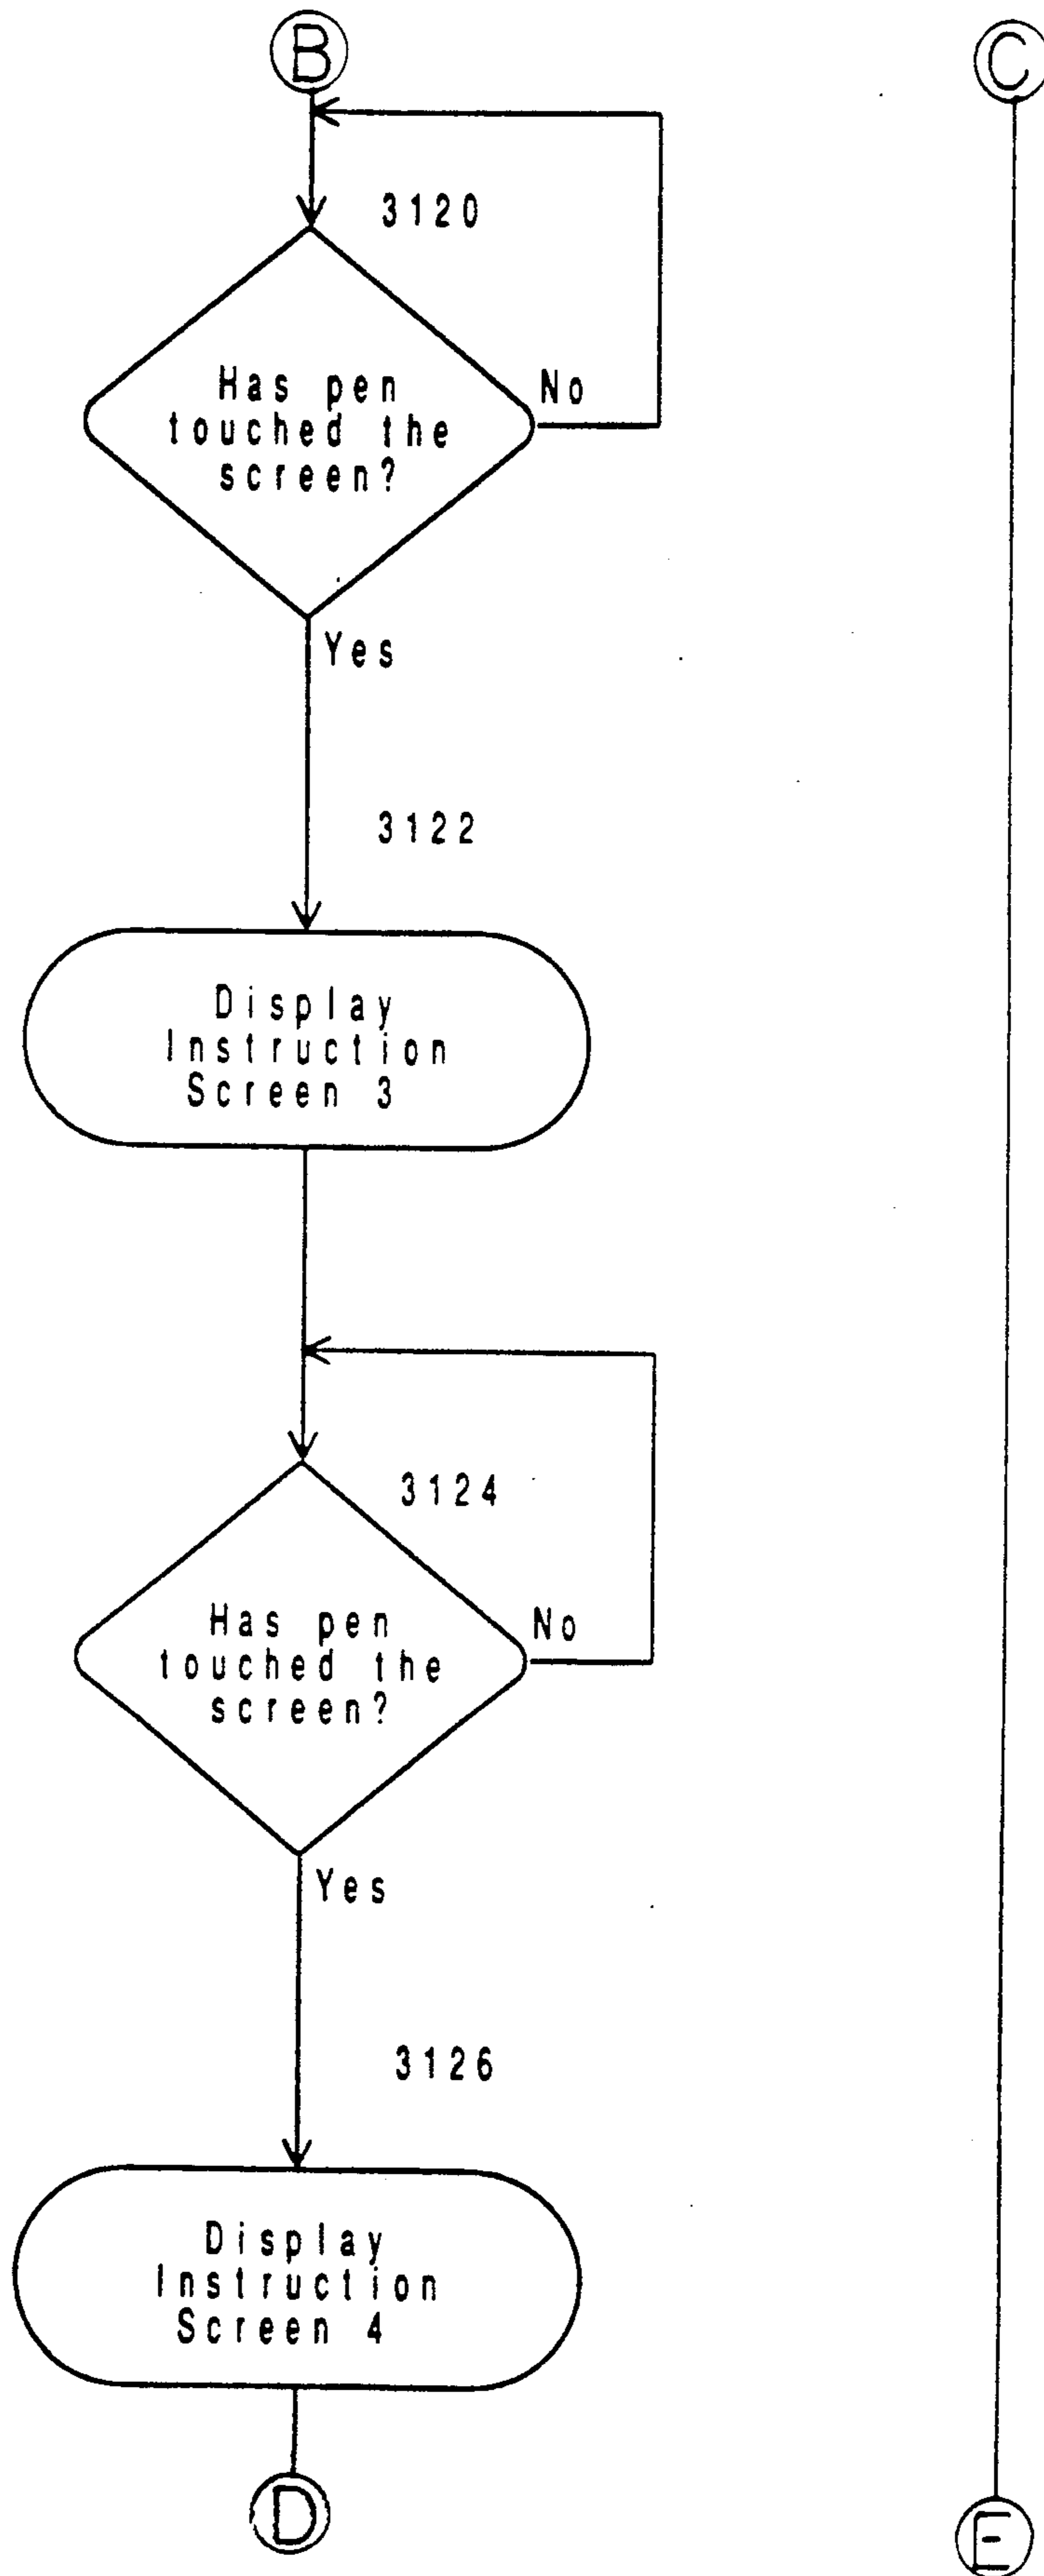 B
C
3120
Has pen
touched the
screen?
No
Yes
3122
Display
Instruction
Screen 3
3124
Has pen
touched the
screen?
No
Yes
3126
Display
Instruction
Screen 4
D
E